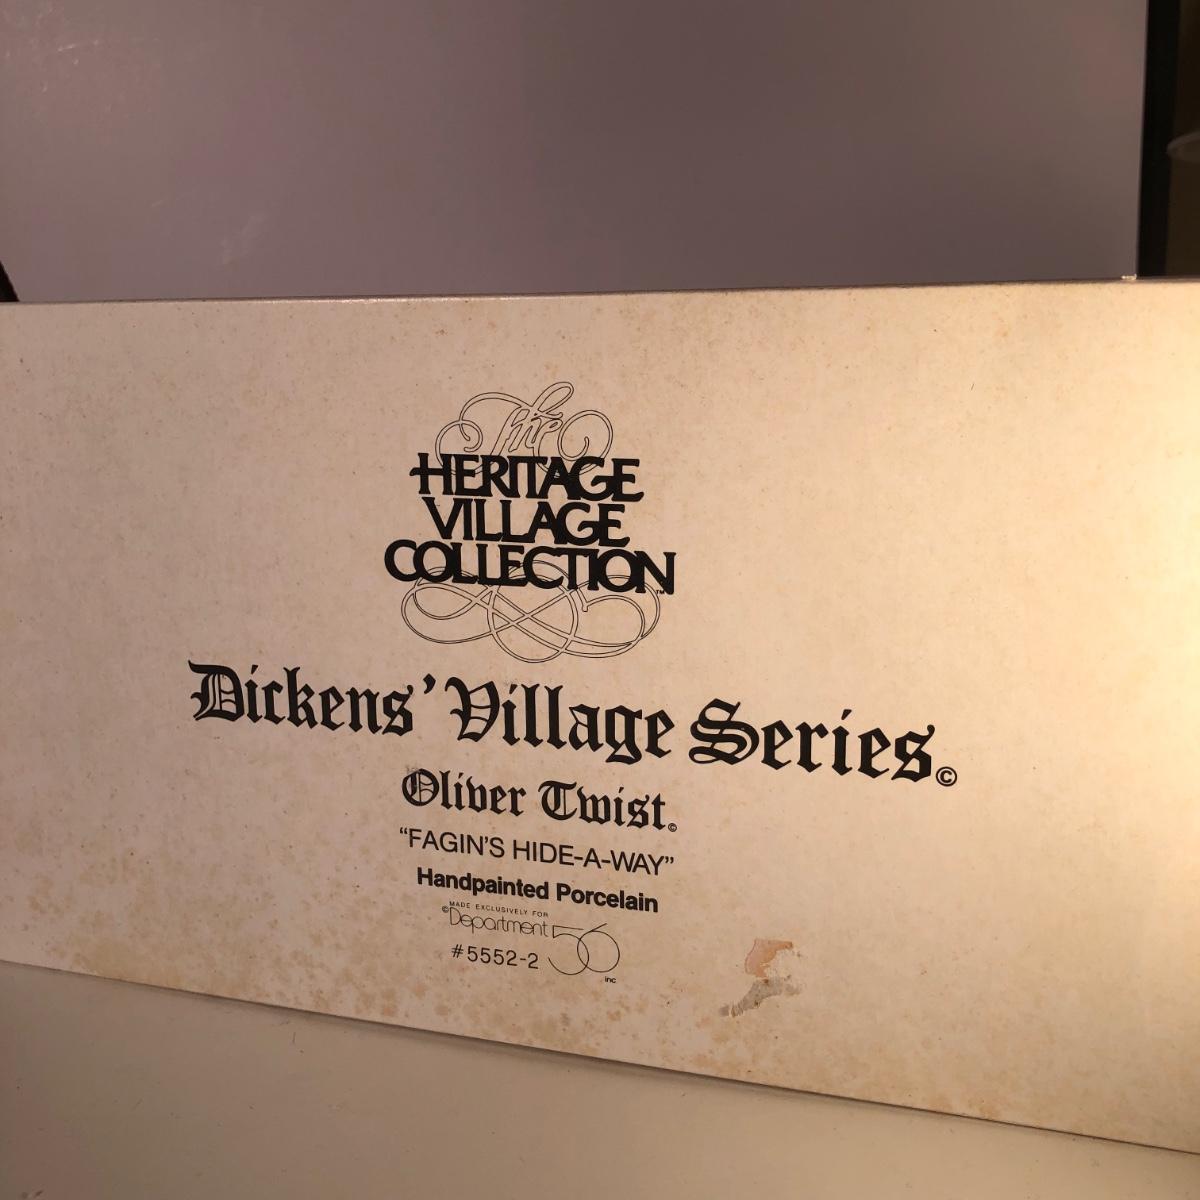 The
HERITAGE
VILLAGE
COLLECTION™
Dickens' Village Series©
Oliver Twist©
“FAGIN'S HIDE-A-WAY”
Handpainted Porcelain
MADE EXCLUSIVELY FOR
©Department 56 inc
#5552-2